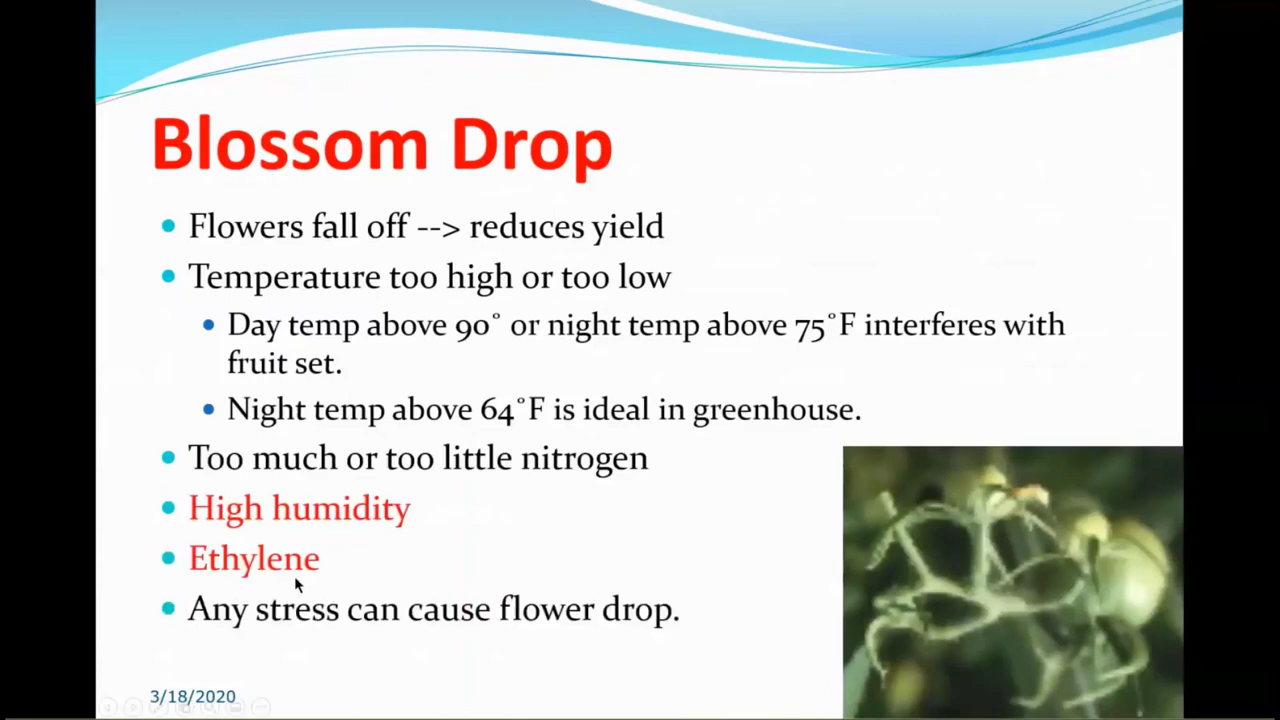 Blossom Drop
Flowers fall off --> reduces yield
Temperature too high or too low
Day temp above 90° or night temp above 75°F interferes with
fruit set.
Night temp above 64°F is ideal in greenhouse.
Too much or too little nitrogen
High humidity
Ethylene
Any stress can cause flower drop.
3/18/2020